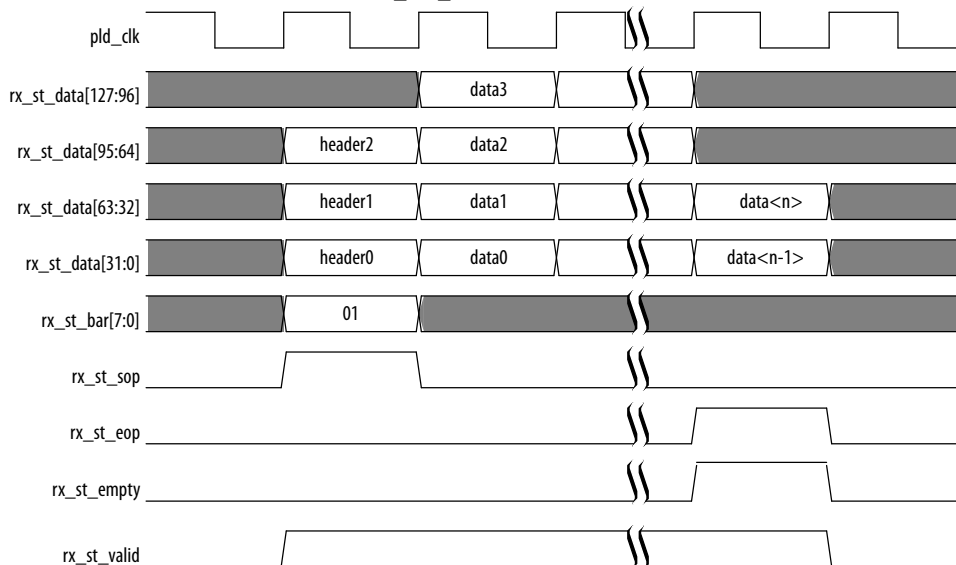 pld_clk
rx_st_data[127:96] data3
rx_st_data[95:64] header2 data2
rx_st_data[63:32] header1 data1 data<n>
rx_st_data[31:0] header0 data0 data<n-1>
rx_st_bar[7:0] 01
rx_st_sop
rx_st_eop
rx_st_empty
rx_st_valid